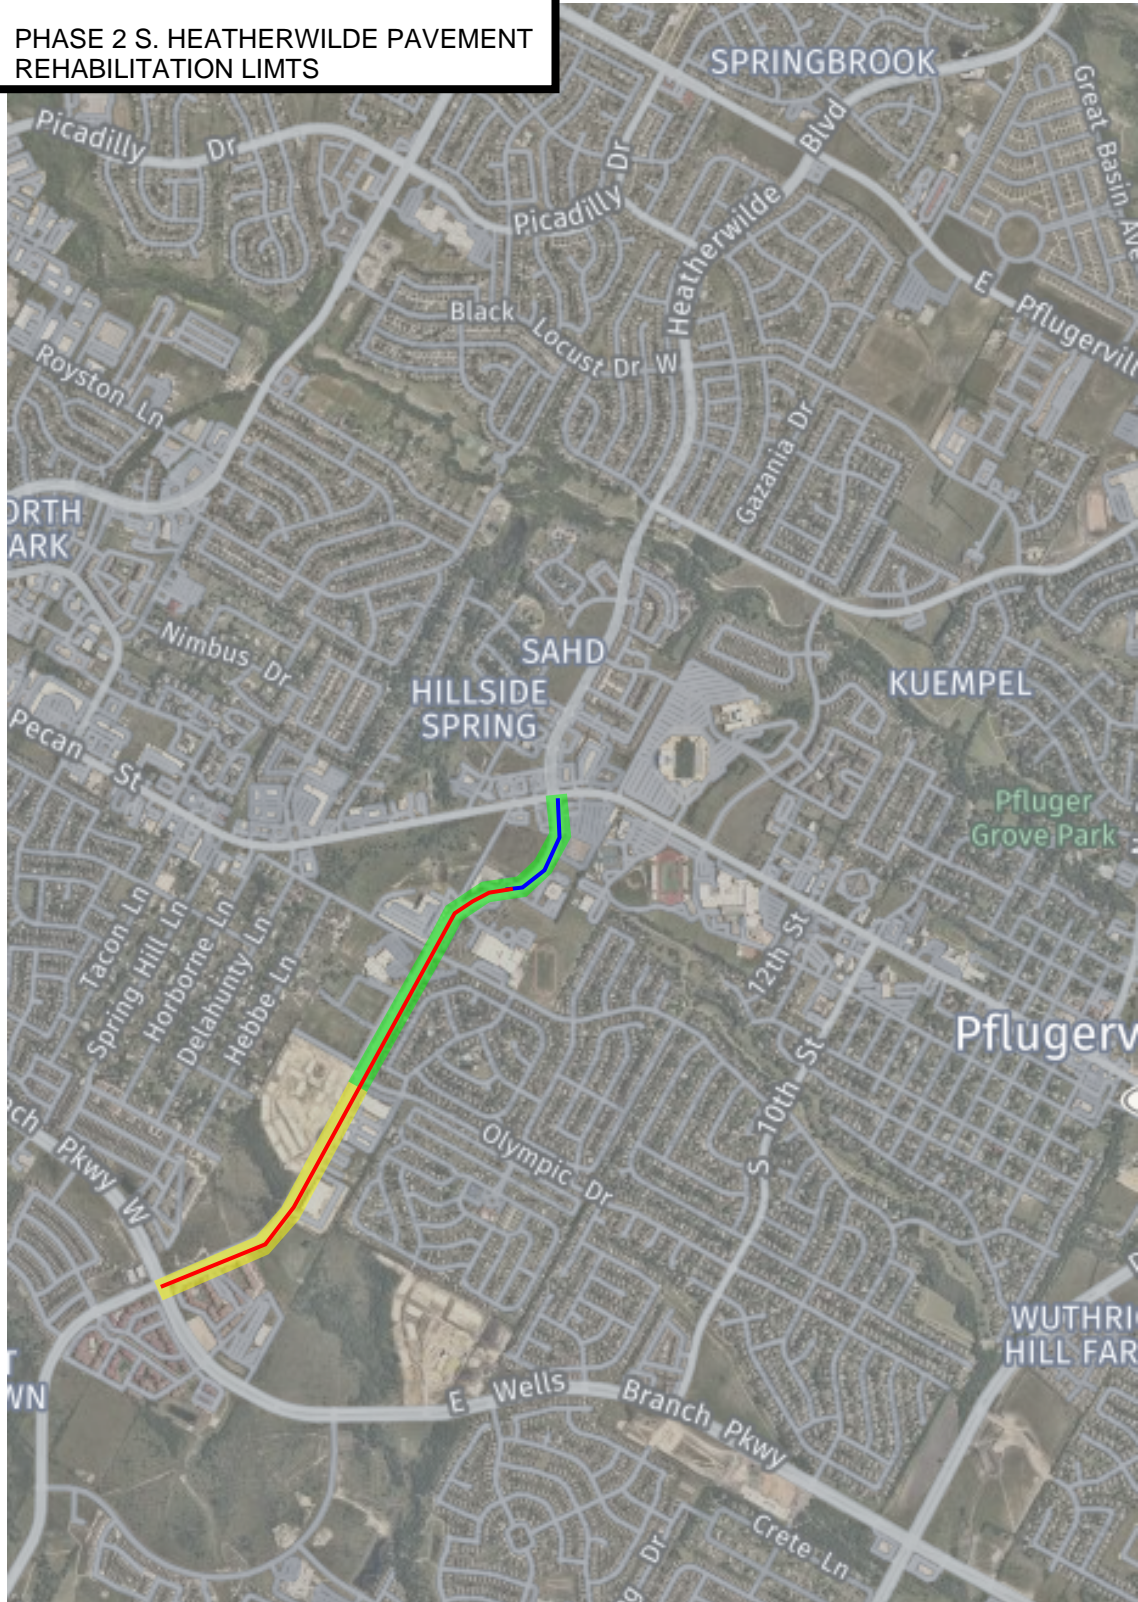 PHASE 2 S. HEATHERWILDE PAVEMENT
REHABILITATION LIMTS
SPRINGBROOK
Great Basin Ave
Picadilly Dr
Blvd
Picadilly Dr
Heatherwilde
E Pflugervill
Black Locust Dr W
Royston Ln
Gazania Dr
ORTH
ARK
Nimbus Dr
SAHD
HILLSIDE
SPRING
KUEMPEL
Pecan St
Pfluger
Grove Park
Tacon Ln
Spring Hill Ln
Horborne Ln
Delahunty Ln
Hebbe Ln
12th St
Pflugerv
S 10th St
ch Pkwy W
Olympic Dr
WUTHRI
HILL FAR
T
WN
E Wells Branch Pkwy
Crete Ln
g Dr